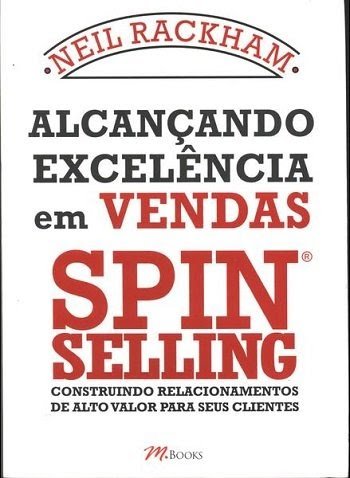 NEIL RACKHAM
ALCANÇANDO
EXCELÊNCIA
em VENDAS
SPIN®
SELLING
CONSTRUINDO RELACIONAMENTOS
DE ALTO VALOR PARA SEUS CLIENTES
M.BOOKS